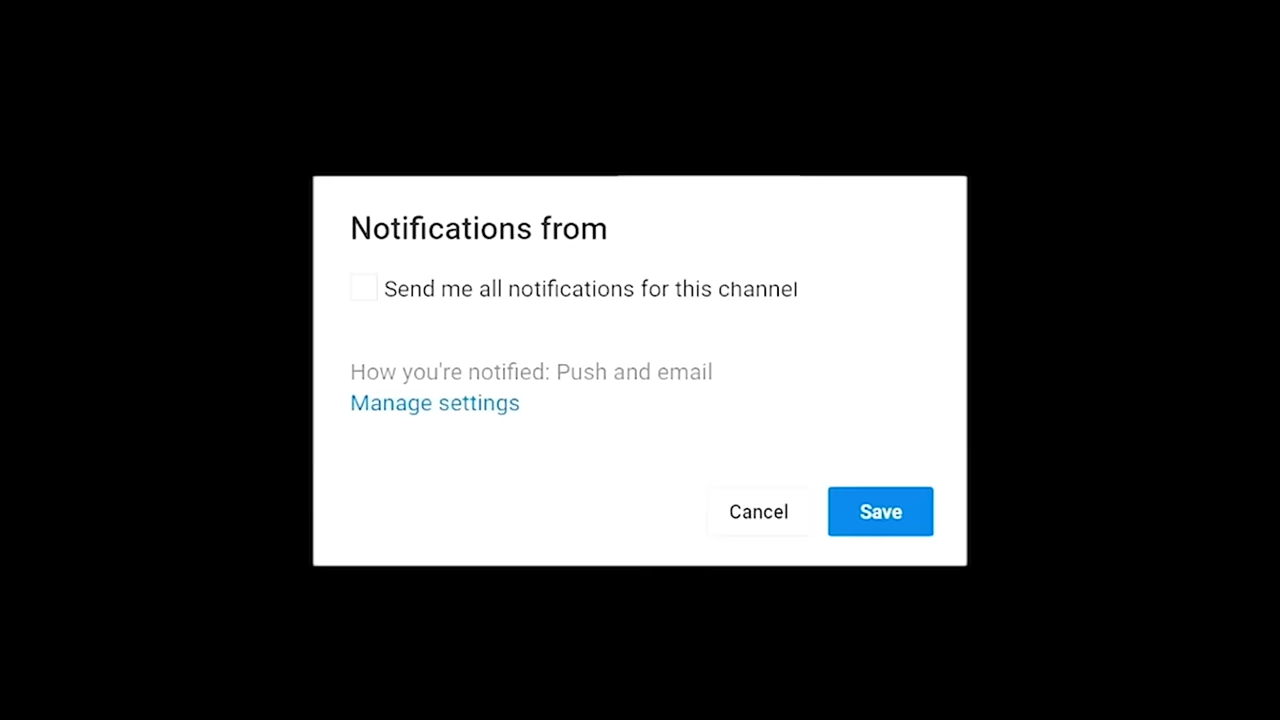 Notifications from
Send me all notifications for this channel
How you're notified: Push and email
Manage settings
Cancel Save